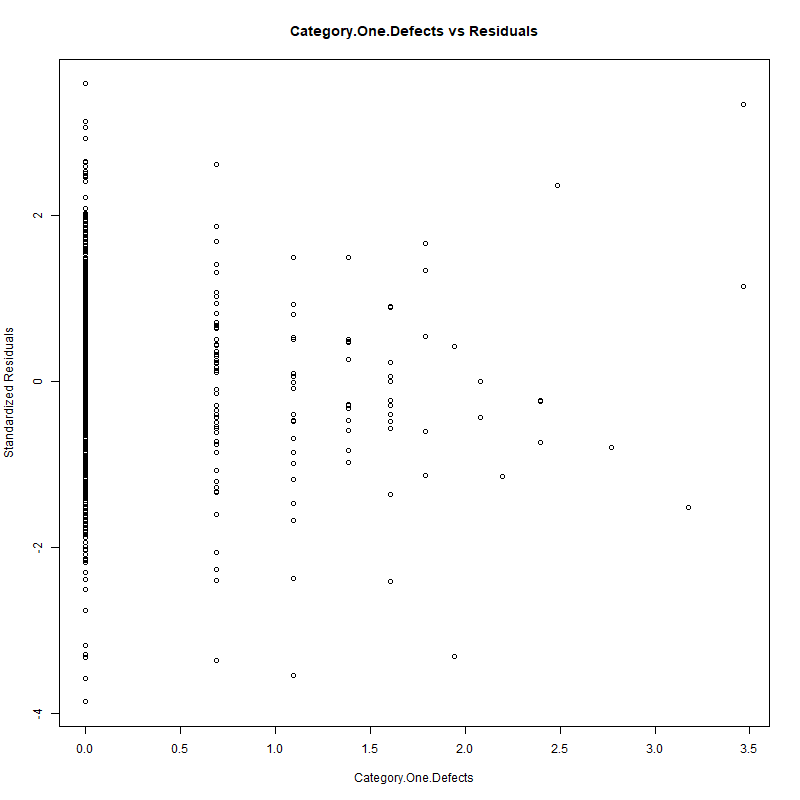 Category.One.Defects vs Residuals
Standardized Residuals
2
0
-2
-4
0.0 0.5 1.0 1.5 2.0 2.5 3.0 3.5
Category.One.Defects